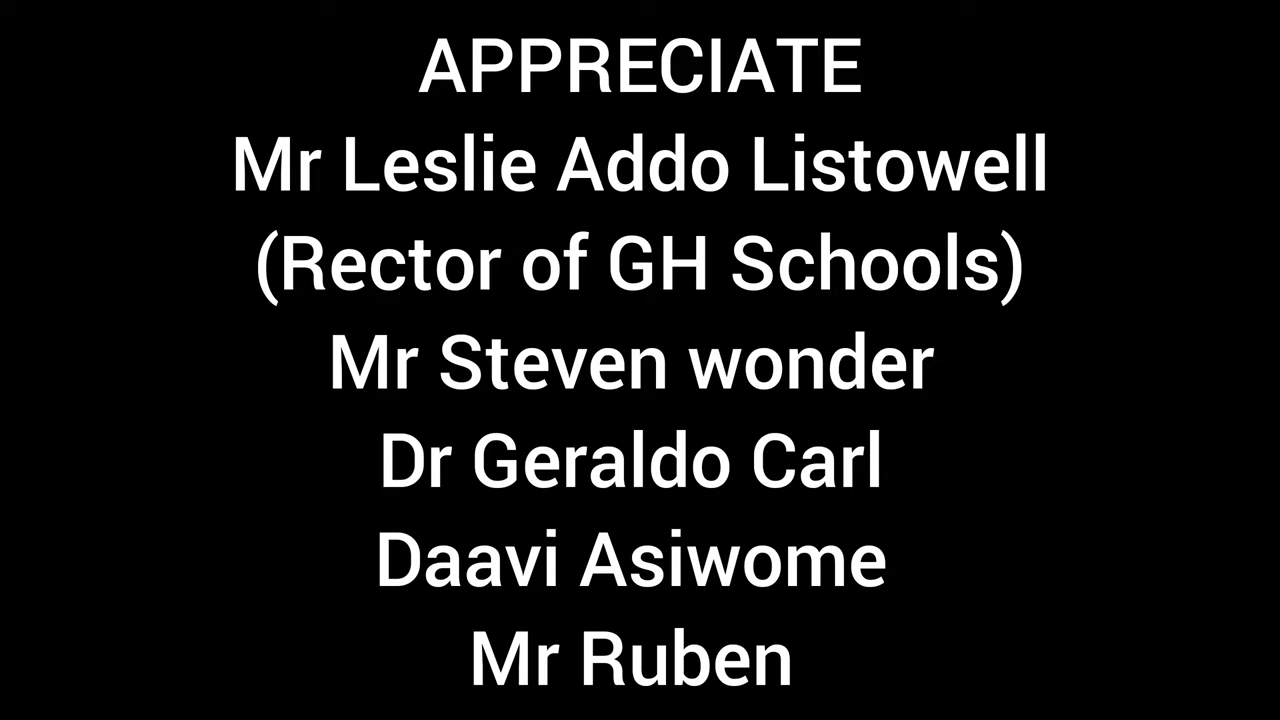 APPRECIATE
Mr Leslie Addo Listowell
(Rector of GH Schools)
Mr Steven wonder
Dr Geraldo Carl
Daavi Asiwome
Mr Ruben